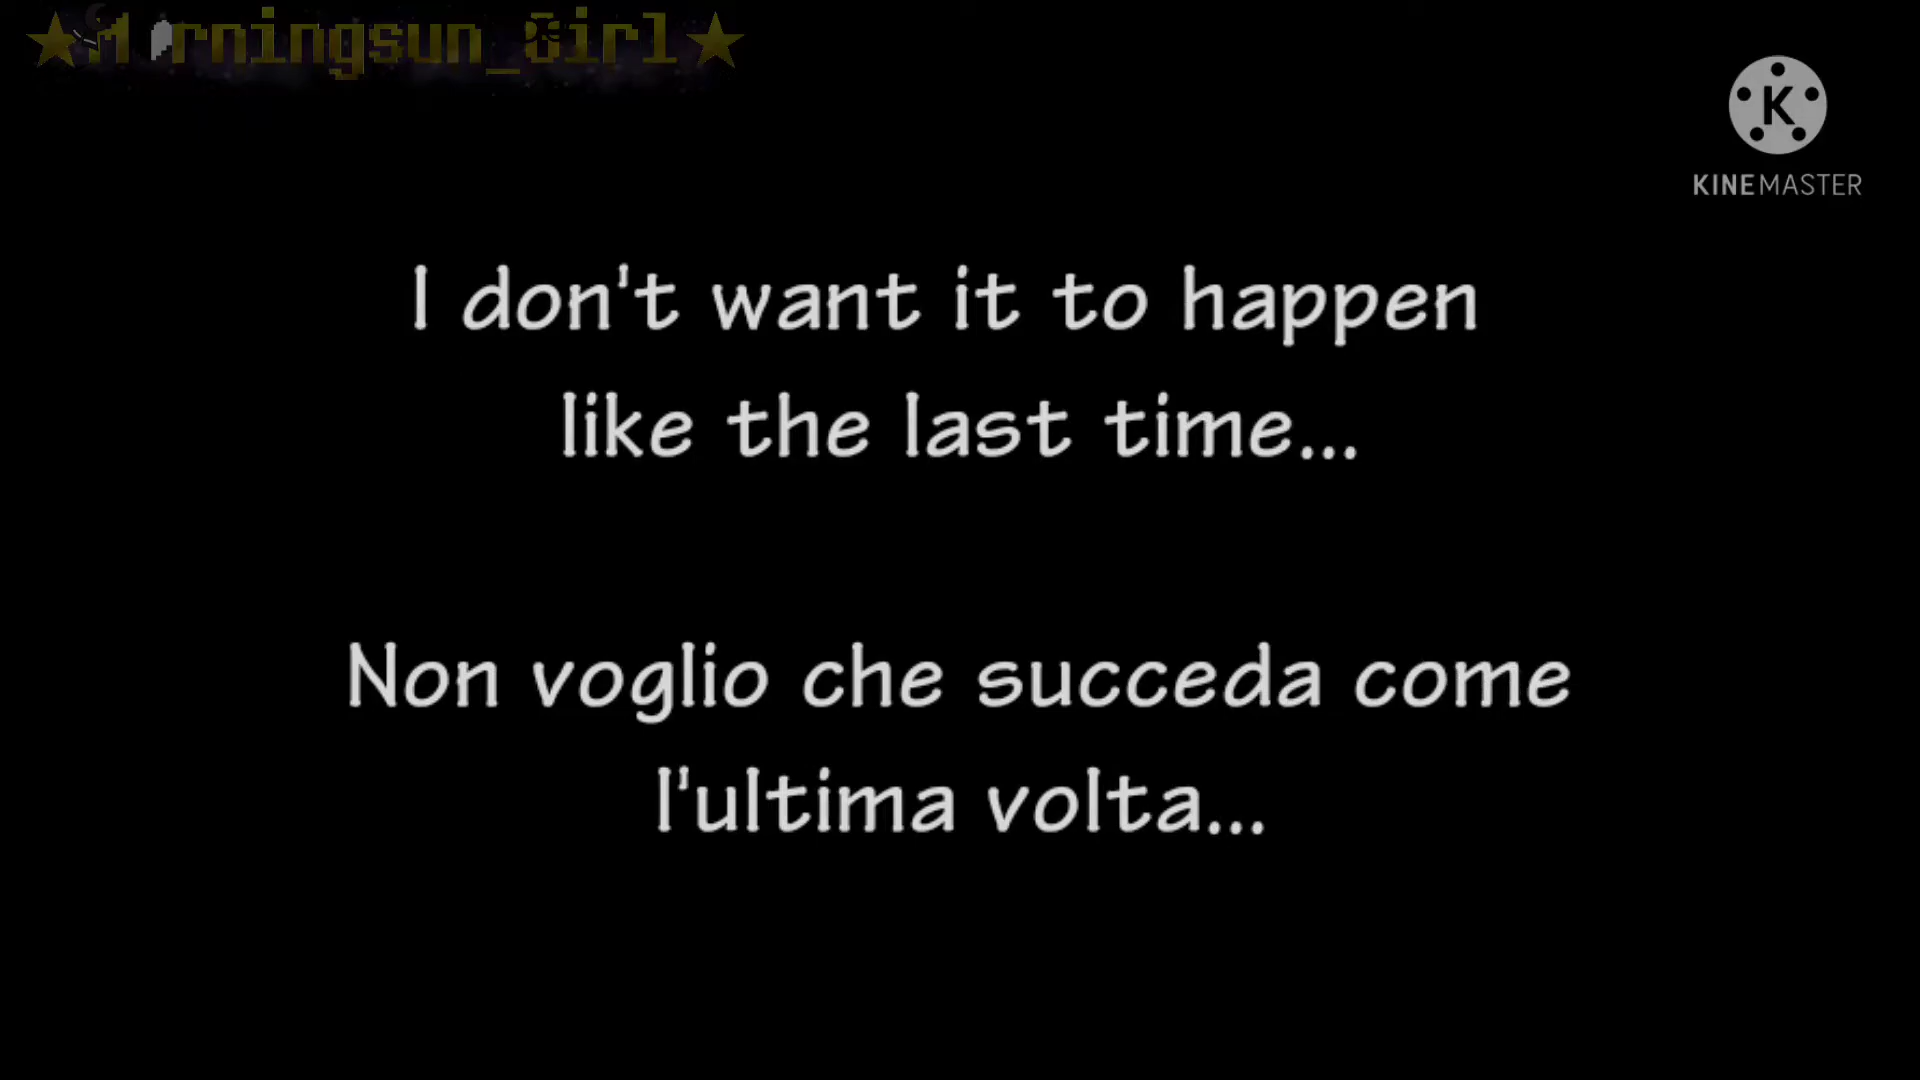 ★Morningsun_Girl★
KINEMASTER
I don't want it to happen
like the last time...
Non voglio che succeda come
l'ultima volta...